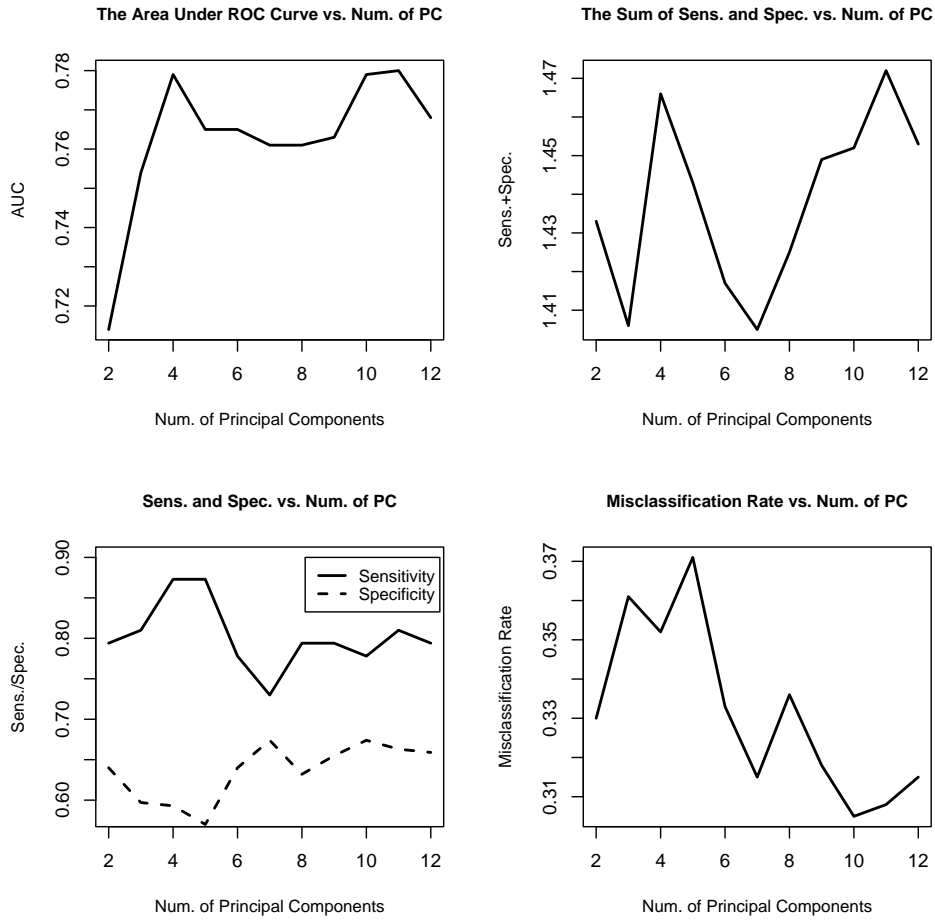 The Area Under ROC Curve vs. Num. of PC
AUC
0.72 0.74 0.76 0.78
2 4 6 8 10 12
Num. of Principal Components
The Sum of Sens. and Spec. vs. Num. of PC
Sens.+Spec.
1.41 1.43 1.45 1.47
2 4 6 8 10 12
Num. of Principal Components
Sens. and Spec. vs. Num. of PC
Sens./Spec.
0.60 0.70 0.80 0.90
Sensitivity
Specificity
2 4 6 8 10 12
Num. of Principal Components
Misclassification Rate vs. Num. of PC
Misclassification Rate
0.31 0.33 0.35 0.37
2 4 6 8 10 12
Num. of Principal Components